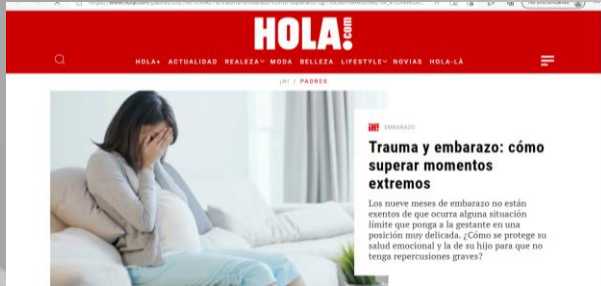 HOLA!.com
HOLA+ ACTUALIDAD REALEZA MODA BELLEZA LIFESTYLE NOVIAS HOLA-LÀ
¡H! / PADRES
¡H! EMBARAZO
Trauma y embarazo: cómo
superar momentos
extremos
Los nueve meses de embarazo no están
exentos de que ocurra alguna situación
límite que ponga a la gestante en una
posición muy delicada. ¿Cómo se protege su
salud emocional y la de su hijo para que no
tenga repercusiones graves?